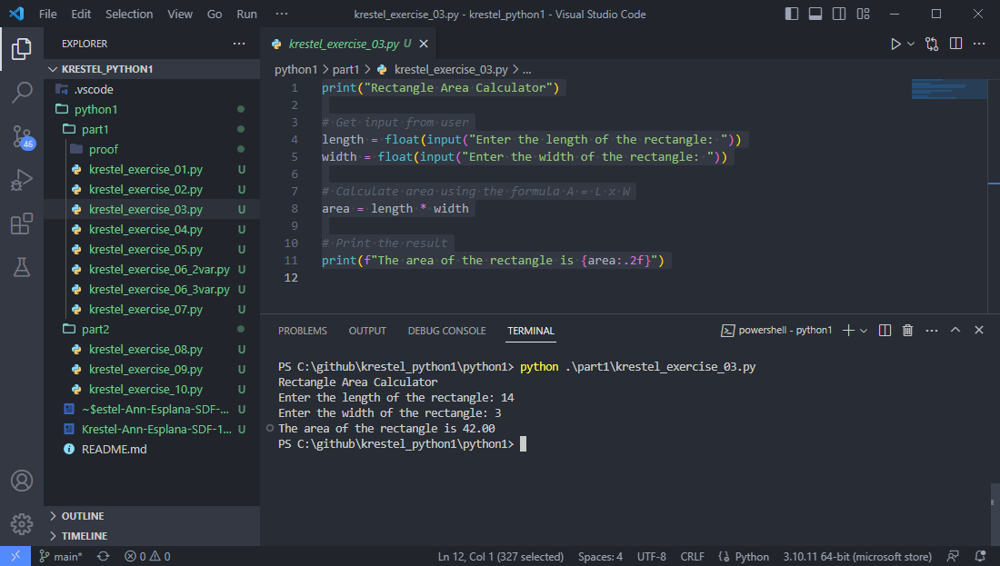 File Edit Selection View Go Run ··· krestel_exercise_03.py - krestel_python1 - Visual Studio Code
EXPLORER
KRESTEL_PYTHON1
.vscode
python1
part1
proof
krestel_exercise_01.py U
krestel_exercise_02.py U
krestel_exercise_03.py U
krestel_exercise_04.py U
krestel_exercise_05.py U
krestel_exercise_06_2var.py U
krestel_exercise_06_3var.py U
krestel_exercise_07.py U
part2
krestel_exercise_08.py U
krestel_exercise_09.py U
krestel_exercise_10.py U
~$estel-Ann-Esplana-SDF-... U
Krestel-Ann-Esplana-SDF-1... U
README.md
OUTLINE
TIMELINE
46
krestel_exercise_03.py U
python1 > part1 > krestel_exercise_03.py > ...
1 print("Rectangle Area Calculator")
2
3 # Get input from user
4 length = float(input("Enter the length of the rectangle: "))
5 width = float(input("Enter the width of the rectangle: "))
6
7 # Calculate area using the formula A = L x W
8 area = length * width
9
10 # Print the result
11 print(f"The area of the rectangle is {area:.2f}")
12
PROBLEMS OUTPUT DEBUG CONSOLE TERMINAL powershell - python1
PS C:\github\krestel_python1\python1> python .\part1\krestel_exercise_03.py
Rectangle Area Calculator
Enter the length of the rectangle: 14
Enter the width of the rectangle: 3
The area of the rectangle is 42.00
PS C:\github\krestel_python1\python1>
main* 0 0 Ln 12, Col 1 (327 selected) Spaces: 4 UTF-8 CRLF Python 3.10.11 64-bit (microsoft store)